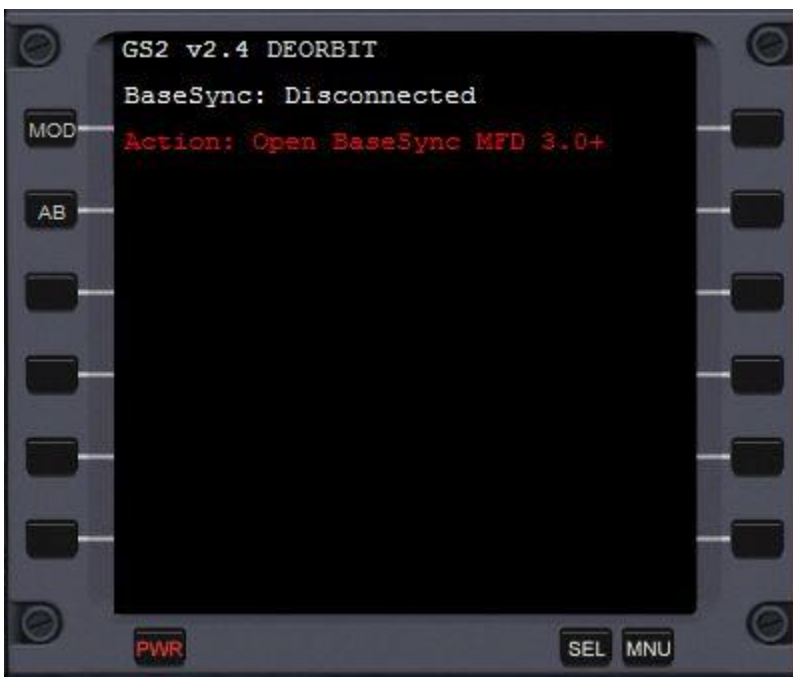 GS2 v2.4 DEORBIT
BaseSync: Disconnected
MOD
Action: Open BaseSync MFD 3.0+
AB
PWR
SEL
MNU